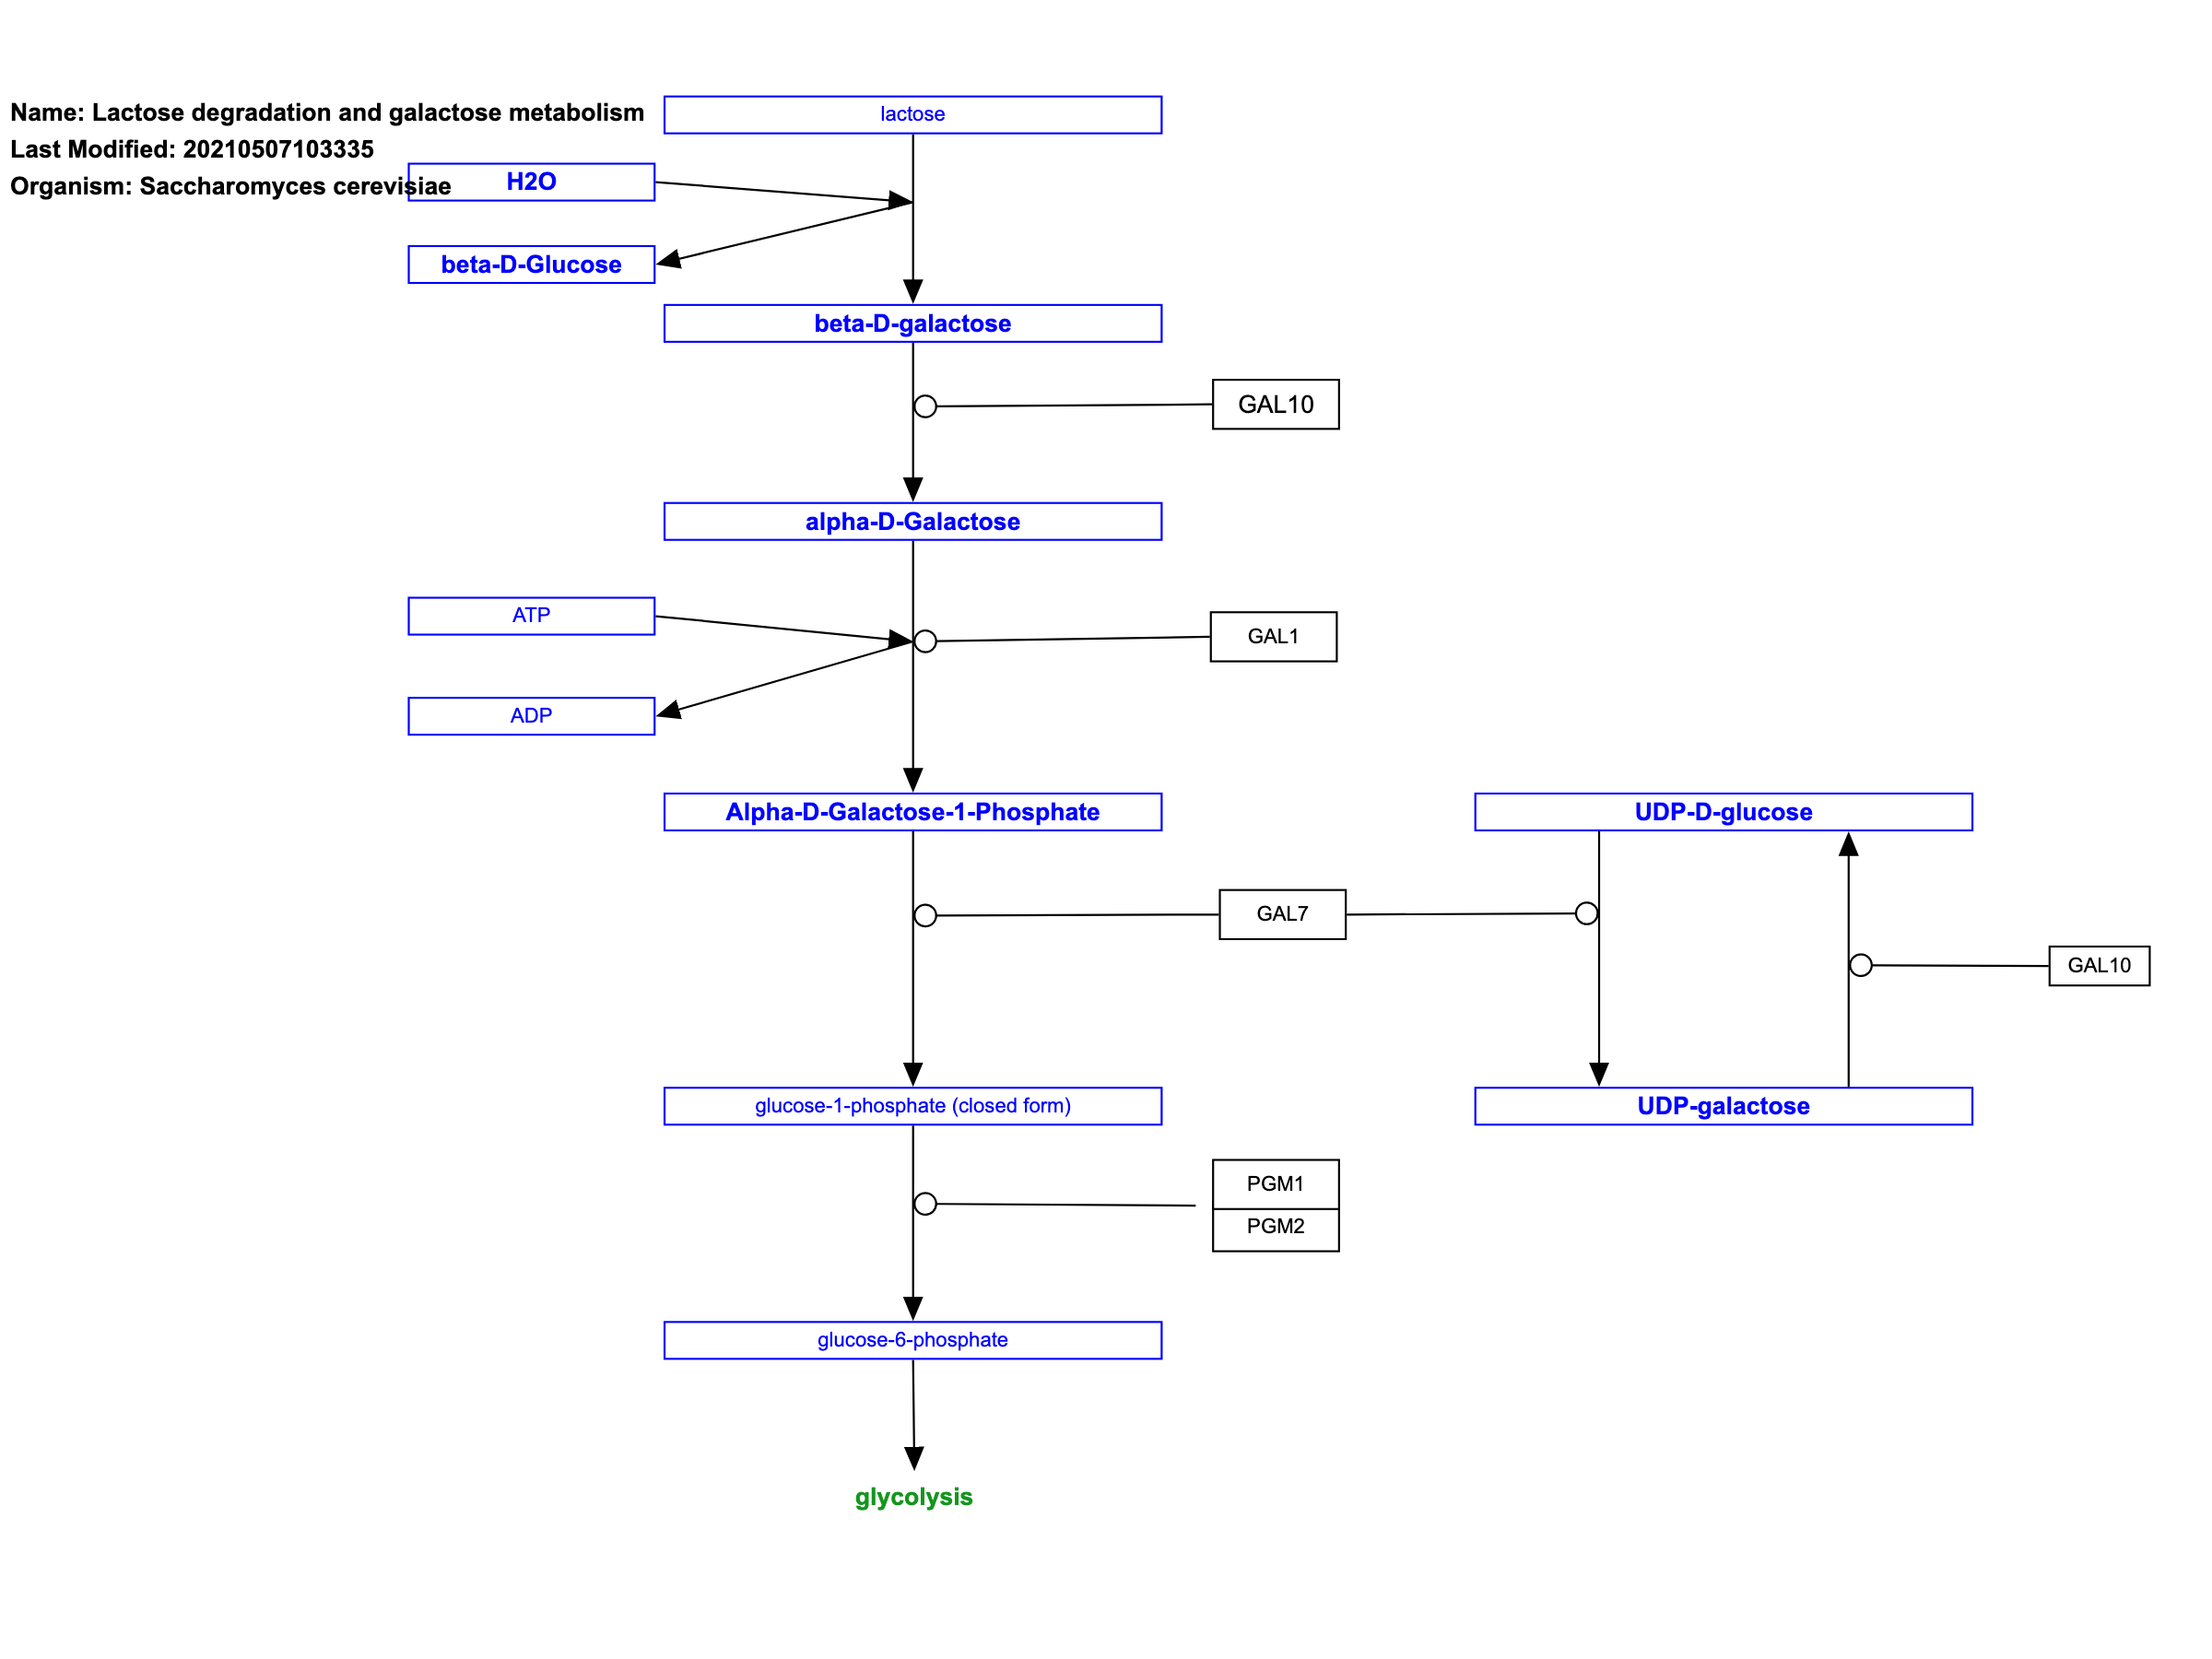 Name: Lactose degradation and galactose metabolism
Last Modified: 20210507103335
Organism: Saccharomyces cerevisiae
lactose
H2O
beta-D-Glucose
beta-D-galactose
GAL10
alpha-D-Galactose
ATP
GAL1
ADP
Alpha-D-Galactose-1-Phosphate
UDP-D-glucose
GAL7
GAL10
glucose-1-phosphate (closed form)
UDP-galactose
PGM1
PGM2
glucose-6-phosphate
glycolysis